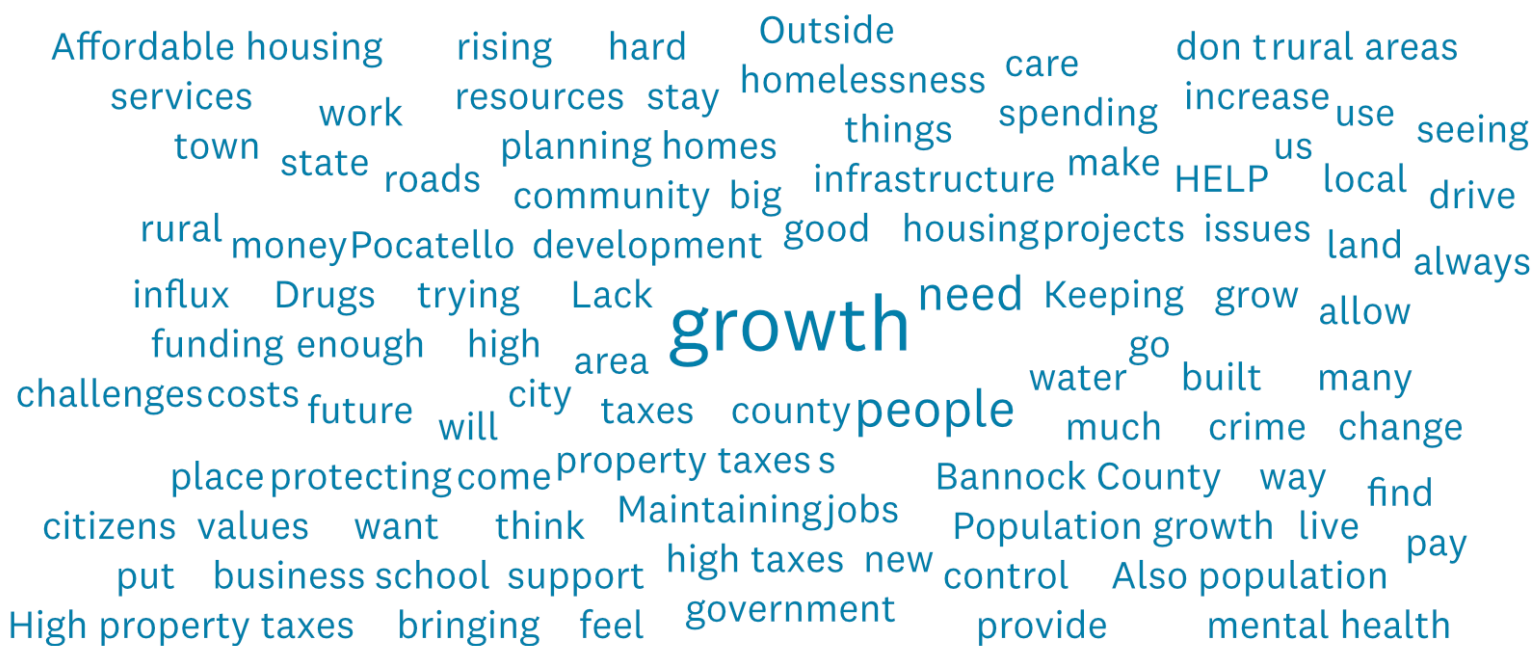 Outside
Affordable housing rising hard don t rural areas
homelessness care
services resources stay increase
work things spending use seeing
town planning homes us
state roads infrastructure make HELP local
community big drive
rural good housing projects issues
money Pocatello development land always
influx Drugs trying Lack need Keeping grow allow
growth
funding enough high area go
water built many
challenges costs future city taxes county people
will much crime change
property taxes s
place protecting come Bannock County way find
Maintaining jobs
citizens values want think Population growth live pay
high taxes new
put business school support control Also population
government
High property taxes bringing feel provide mental health